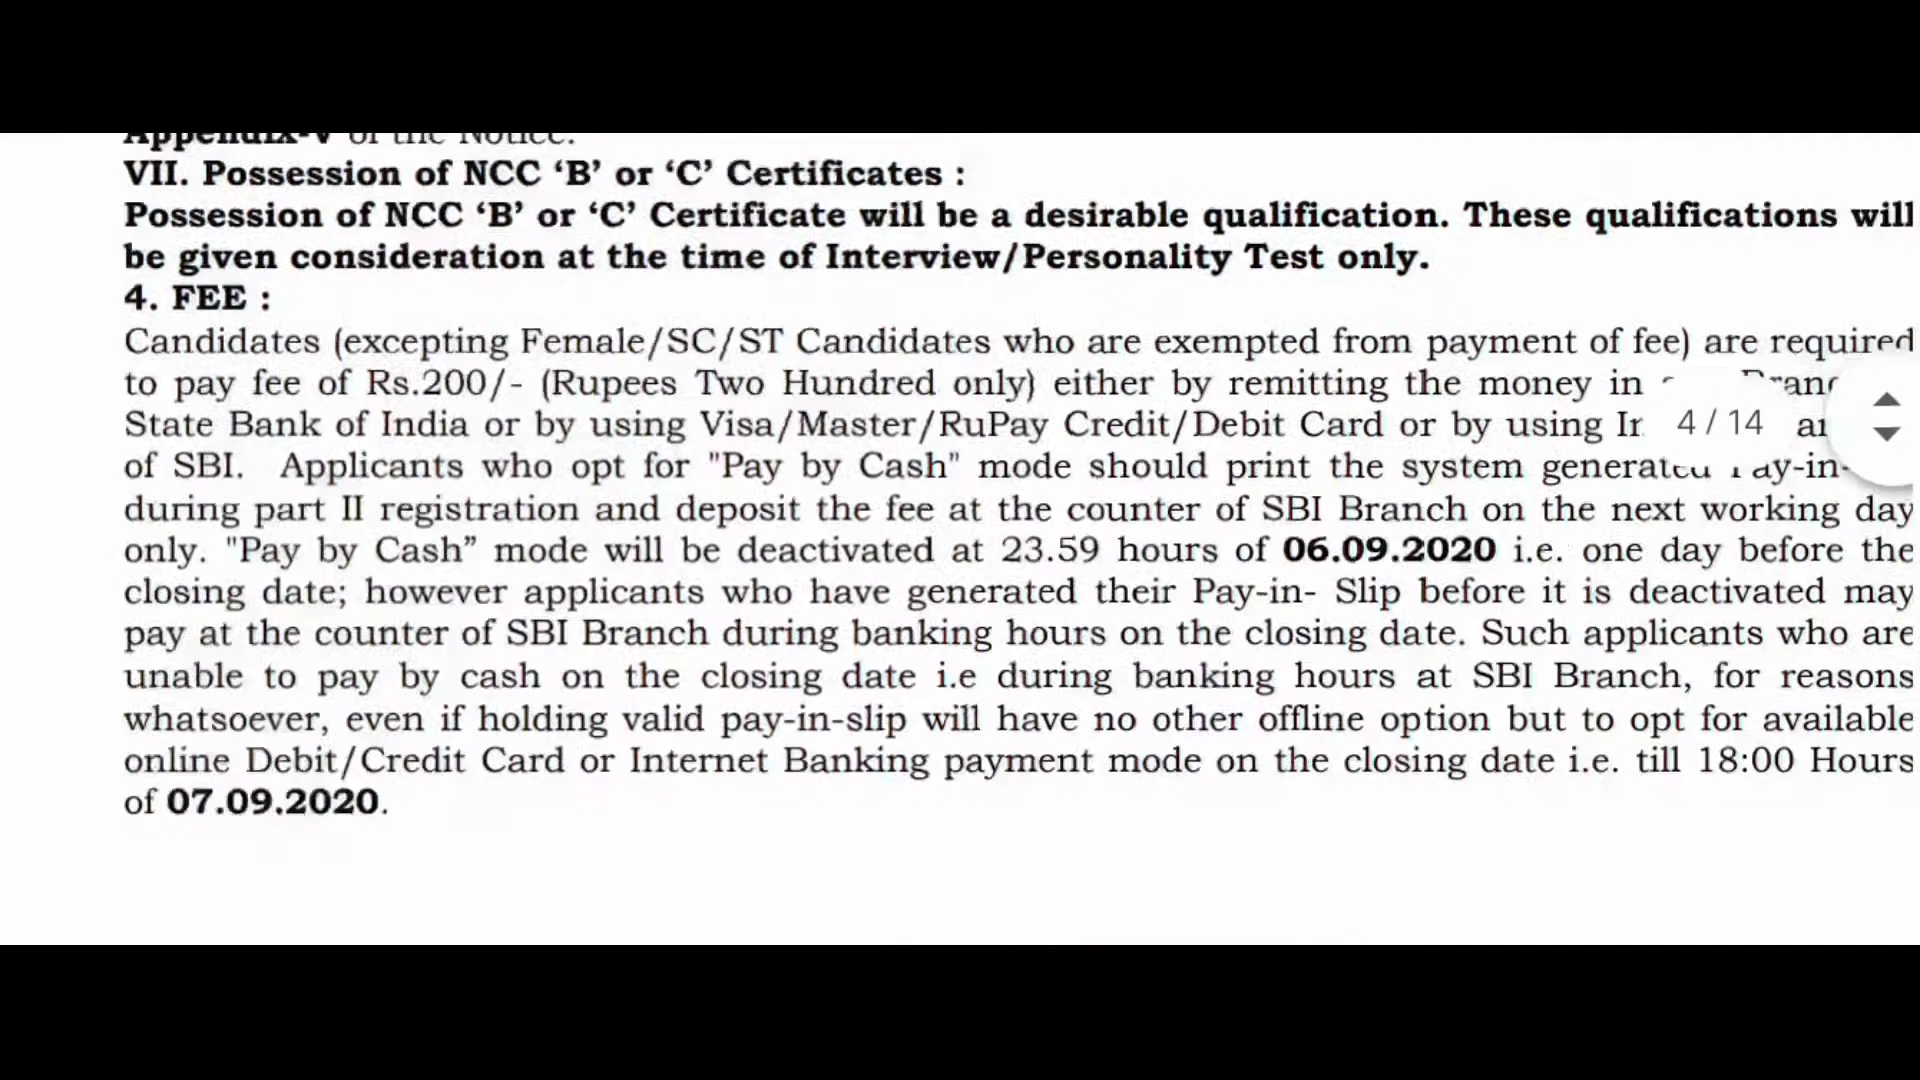 Appendix-V of the Notice.
VII. Possession of NCC ‘B’ or ‘C’ Certificates :
Possession of NCC ‘B’ or ‘C’ Certificate will be a desirable qualification. These qualifications will
be given consideration at the time of Interview/Personality Test only.
4. FEE :
Candidates (excepting Female/SC/ST Candidates who are exempted from payment of fee) are required
to pay fee of Rs.200/- (Rupees Two Hundred only) either by remitting the money in
State Bank of India or by using Visa/Master/RuPay Credit/Debit Card or by using
4 / 14
of SBI. Applicants who opt for "Pay by Cash" mode should print the system generated Pay-in-
during part II registration and deposit the fee at the counter of SBI Branch on the next working day
only. "Pay by Cash” mode will be deactivated at 23.59 hours of 06.09.2020 i.e. one day before the
closing date; however applicants who have generated their Pay-in- Slip before it is deactivated may
pay at the counter of SBI Branch during banking hours on the closing date. Such applicants who are
unable to pay by cash on the closing date i.e during banking hours at SBI Branch, for reasons
whatsoever, even if holding valid pay-in-slip will have no other offline option but to opt for available
online Debit/Credit Card or Internet Banking payment mode on the closing date i.e. till 18:00 Hours
of 07.09.2020.